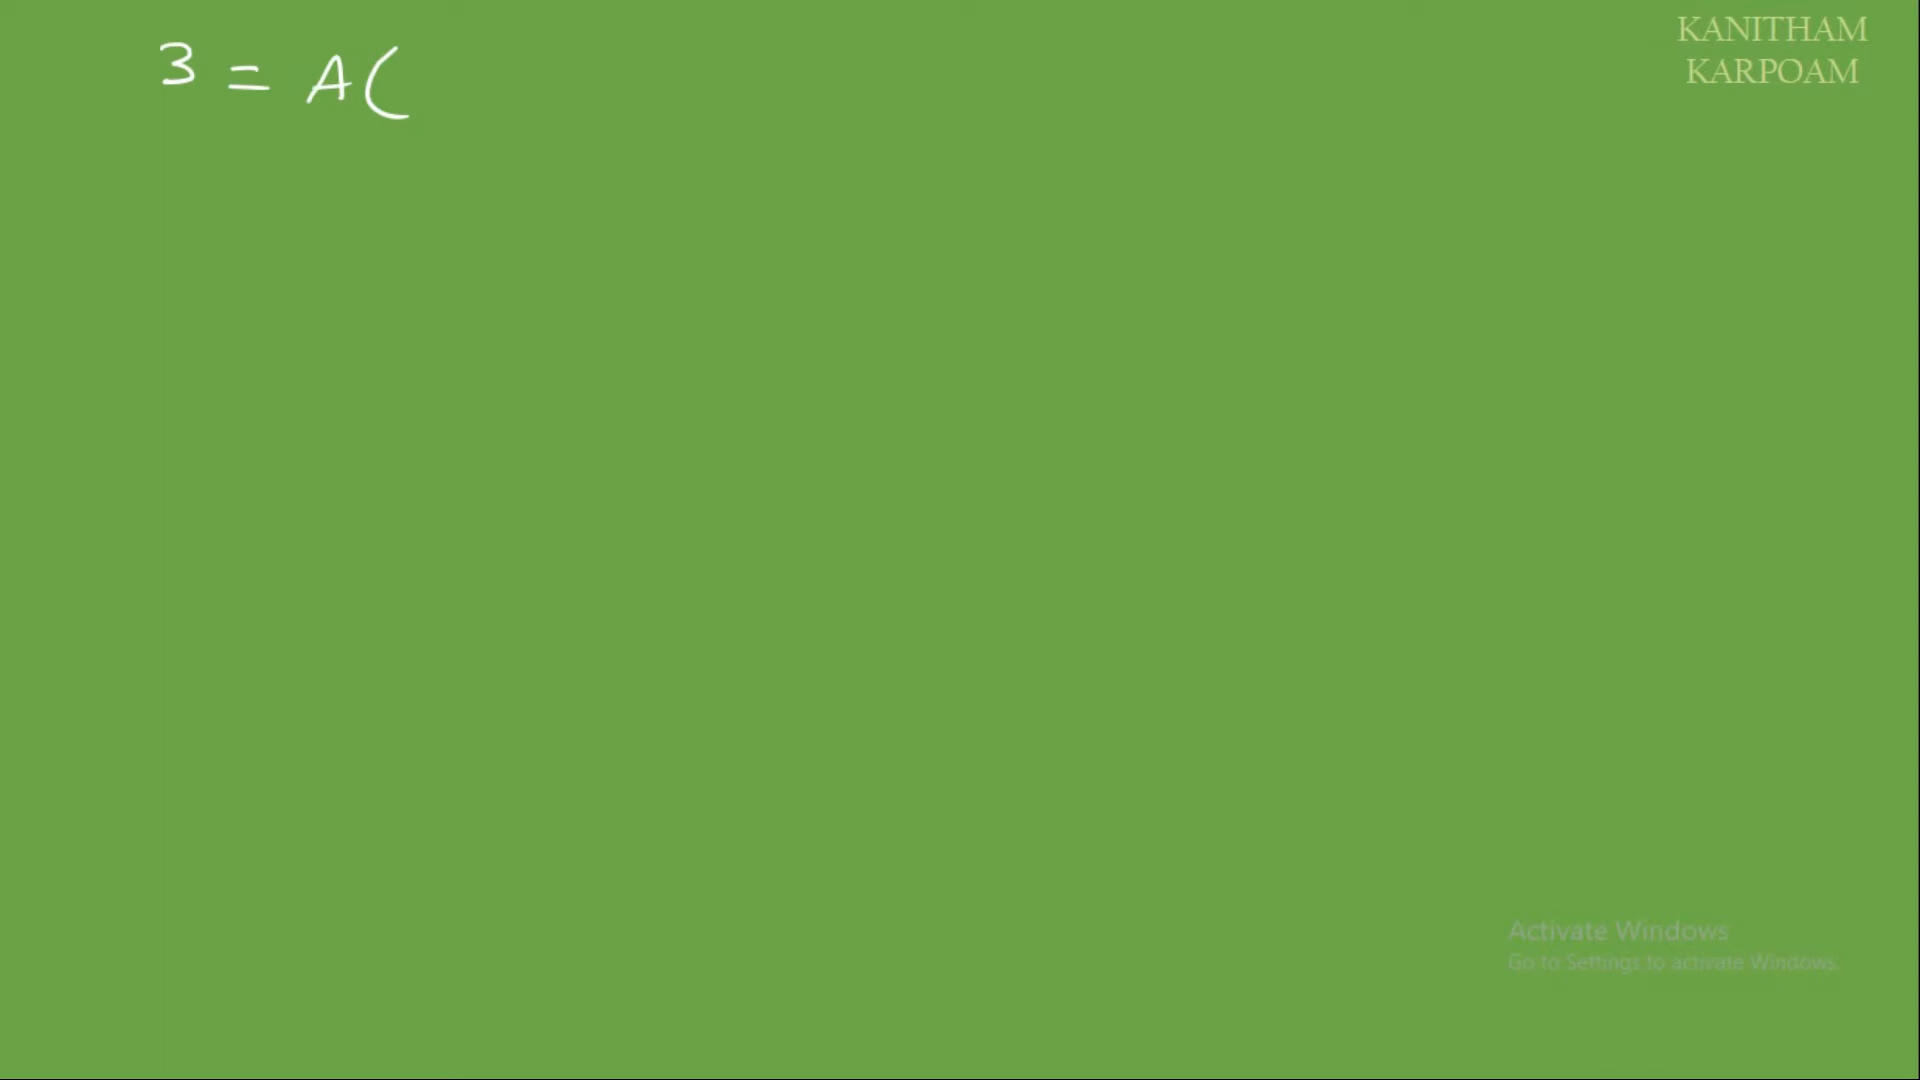 3 = A(
KANITHAM
KARPOAM
Activate Windows
Go to Settings to activate Windows.